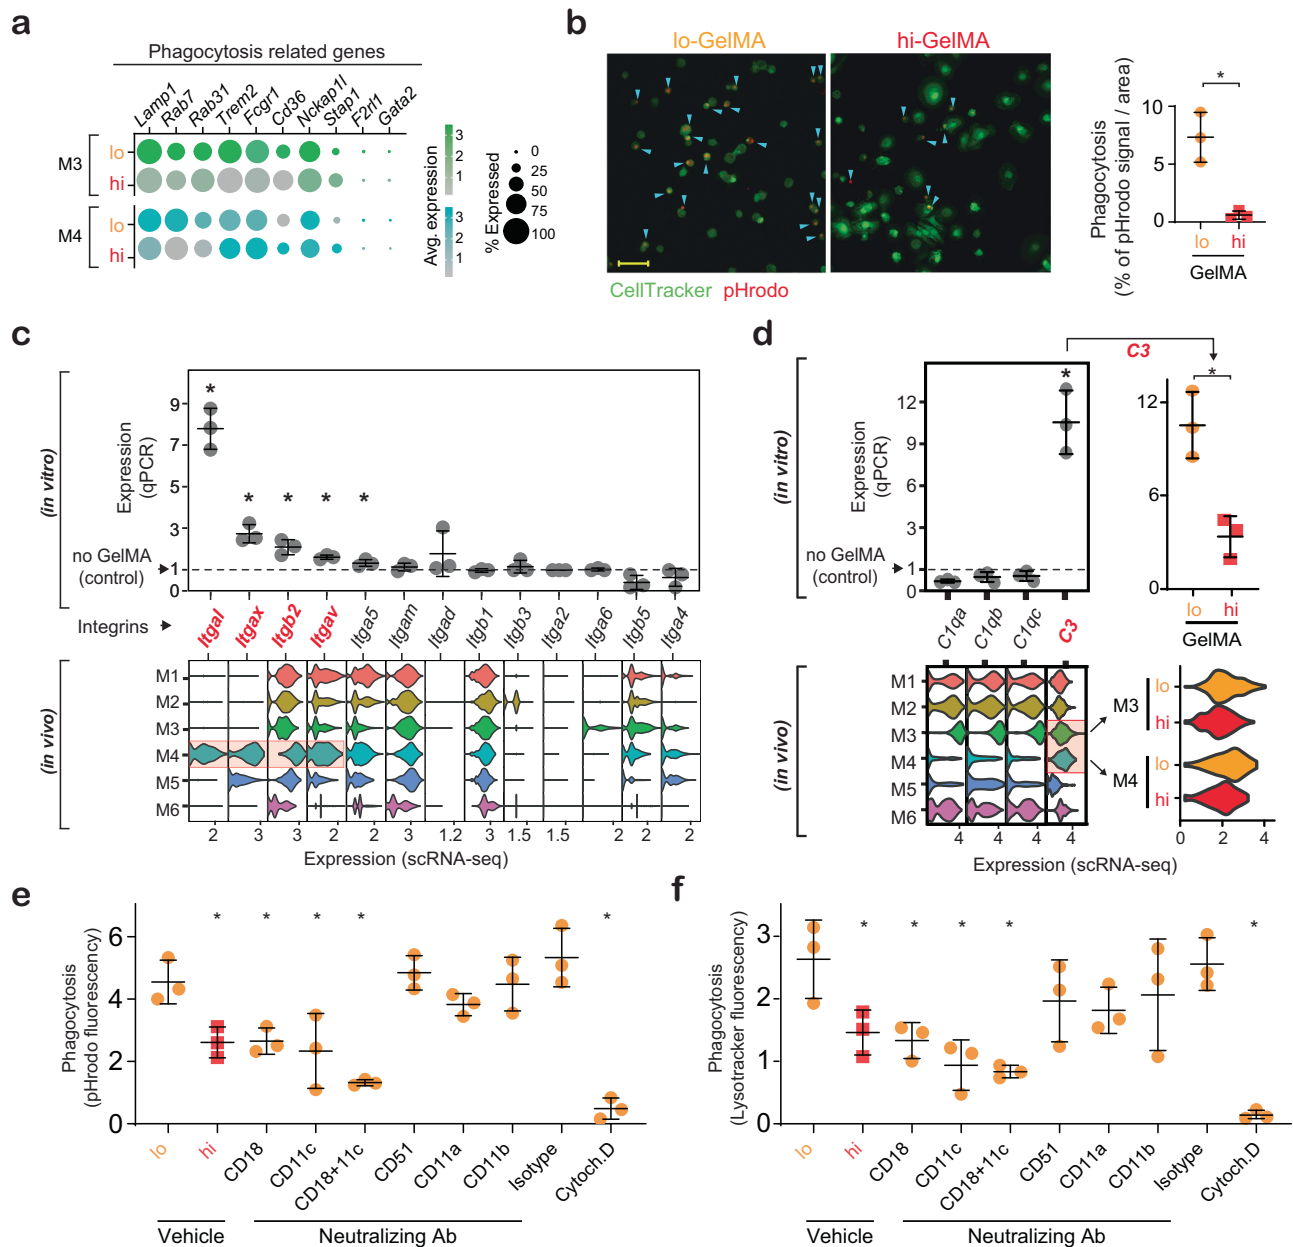 a
Phagocytosis related genes
Lamp1
Rab7
Rab31
Trem2
Fcgr1
Cd36
Nckap1l
Stap1
F2rl1
Gata2
M3
lo
hi
M4
lo
hi
Avg. expression
3
2
1
3
2
1
% Expressed
0
25
50
75
100
b
lo-GelMA
hi-GelMA
CellTracker pHrodo
Phagocytosis
(% of pHrodo signal / area)
10
5
0
*
lo
hi
GelMA
c
(in vitro)
Expression
(qPCR)
9
7
5
3
1
0
no GelMA
(control)
*
*
*
*
*
Integrins
Itgal
Itgax
Itgb2
Itgav
Itga5
Itgam
Itgad
Itgb1
Itgb3
Itga2
Itga6
Itgb5
Itga4
(in vivo)
M1
M2
M3
M4
M5
M6
2
3
3
2
2
3
1.2
3
1.5
1.5
2
2
2
Expression (scRNA-seq)
d
C3
(in vitro)
Expression
(qPCR)
12
9
6
3
1
0
no GelMA
(control)
*
C1qa
C1qb
C1qc
C3
12
6
0
*
lo
hi
GelMA
(in vivo)
M1
M2
M3
M4
M5
M6
4
4
4
4
M3
lo
hi
M4
lo
hi
0
2
4
Expression (scRNA-seq)
e
Phagocytosis
(pHrodo fluorescency)
6
4
2
0
*
*
*
*
*
lo
hi
CD18
CD11c
CD18+11c
CD51
CD11a
CD11b
Isotype
Cytoch.D
Vehicle
Neutralizing Ab
f
Phagocytosis
(Lysotracker fluorescency)
3
2
1
0
*
*
*
*
*
lo
hi
CD18
CD11c
CD18+11c
CD51
CD11a
CD11b
Isotype
Cytoch.D
Vehicle
Neutralizing Ab